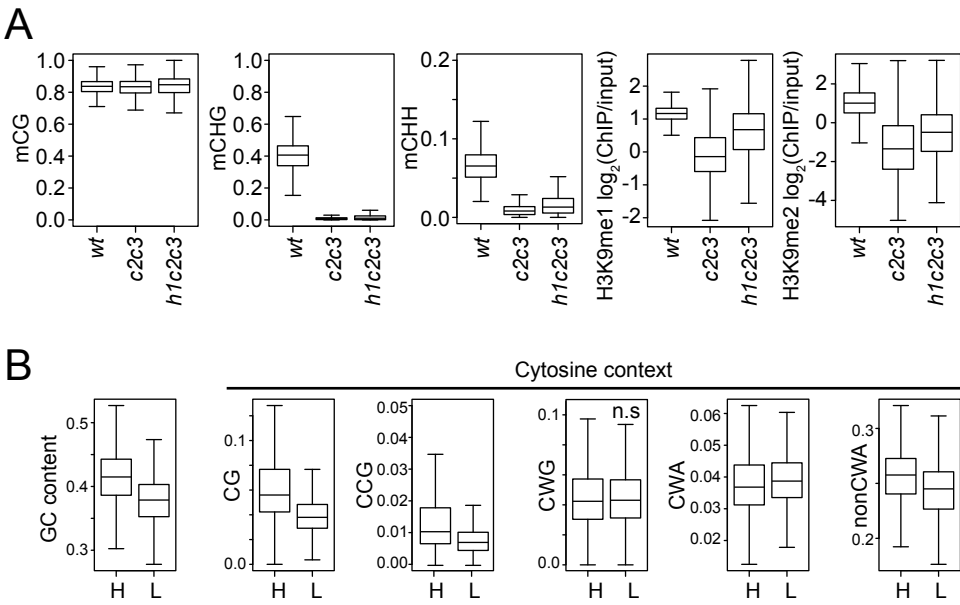 A
mCG
1.0
0.8
0.6
0.4
0.2
0.0
wt
c2c3
h1c2c3
mCHG
1.0
0.8
0.6
0.4
0.2
0.0
wt
c2c3
h1c2c3
mCHH
0.2
0.1
0.0
wt
c2c3
h1c2c3
H3K9me1 log2(ChIP/input)
2
1
0
-1
-2
wt
c2c3
h1c2c3
H3K9me2 log2(ChIP/input)
2
0
-2
-4
wt
c2c3
h1c2c3
B
Cytosine context
GC content
0.5
0.4
0.3
H L
CG
0.1
0.0
H L
CCG
0.05
0.04
0.03
0.02
0.01
0.00
H L
CWG
0.1
0.0
n.s
H L
CWA
0.06
0.05
0.04
0.03
0.02
H L
nonCWA
0.3
0.2
H L